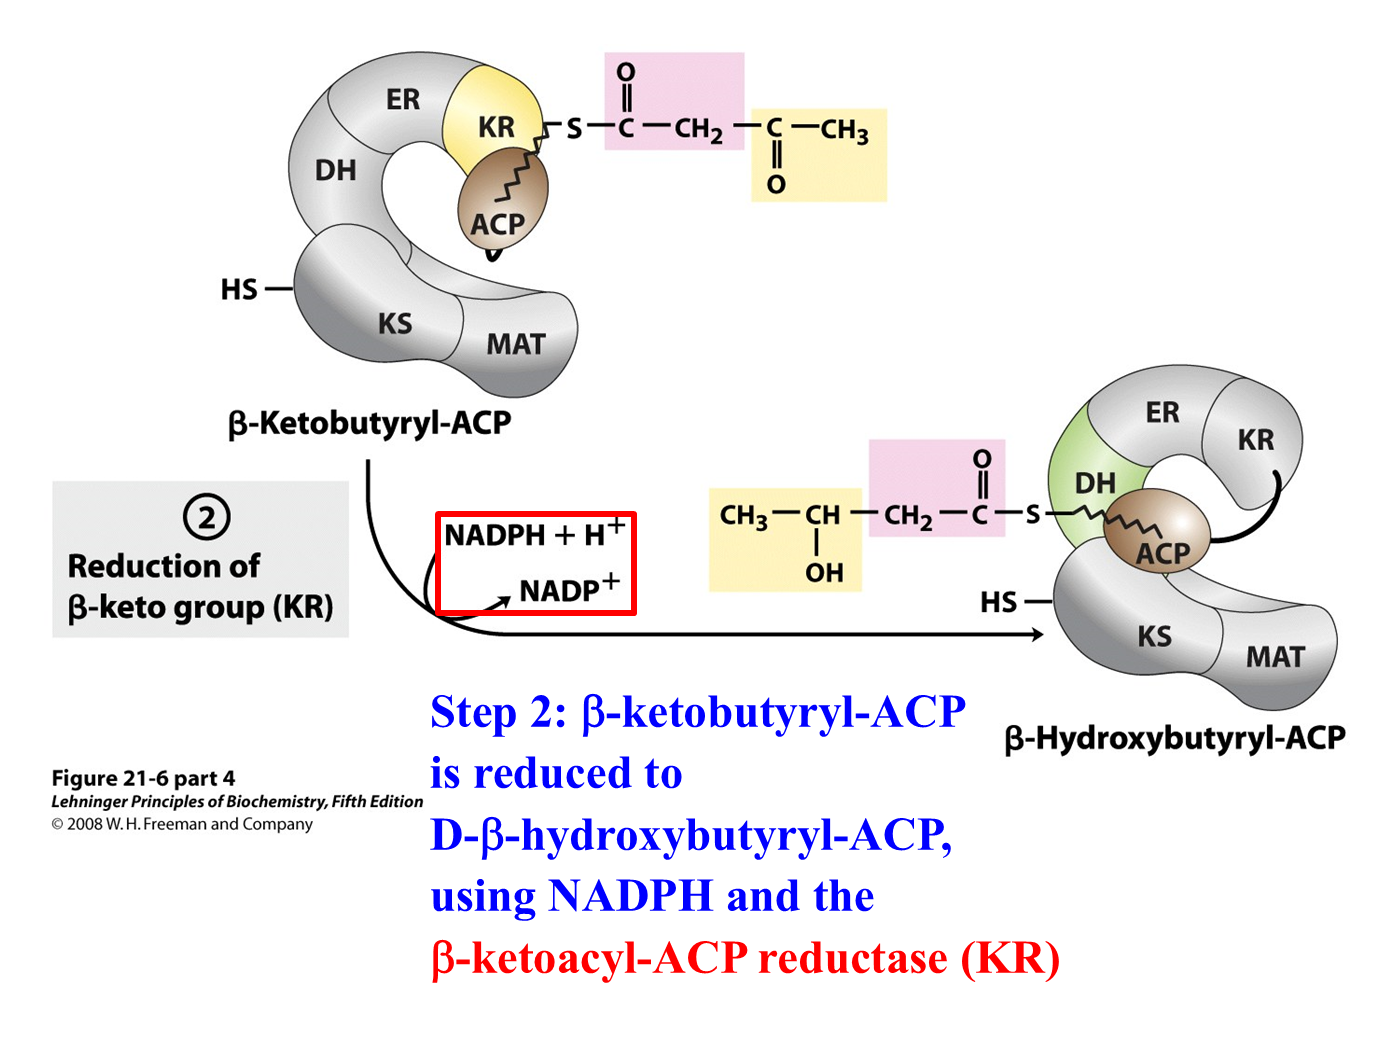 ER
KR
DH
ACP
HS
KS
MAT
S—C—CH₂—C—CH₃
O
O
β-Ketobutyryl-ACP
2
Reduction of
β-keto group (KR)
NADPH + H⁺
NADP⁺
O
CH₃—CH—CH₂—C—S
OH
ER
KR
DH
ACP
HS
KS
MAT
β-Hydroxybutyryl-ACP
Step 2: β-ketobutyryl-ACP
is reduced to
D-β-hydroxybutyryl-ACP,
using NADPH and the
β-ketoacyl-ACP reductase (KR)
Figure 21-6 part 4
Lehninger Principles of Biochemistry, Fifth Edition
© 2008 W. H. Freeman and Company